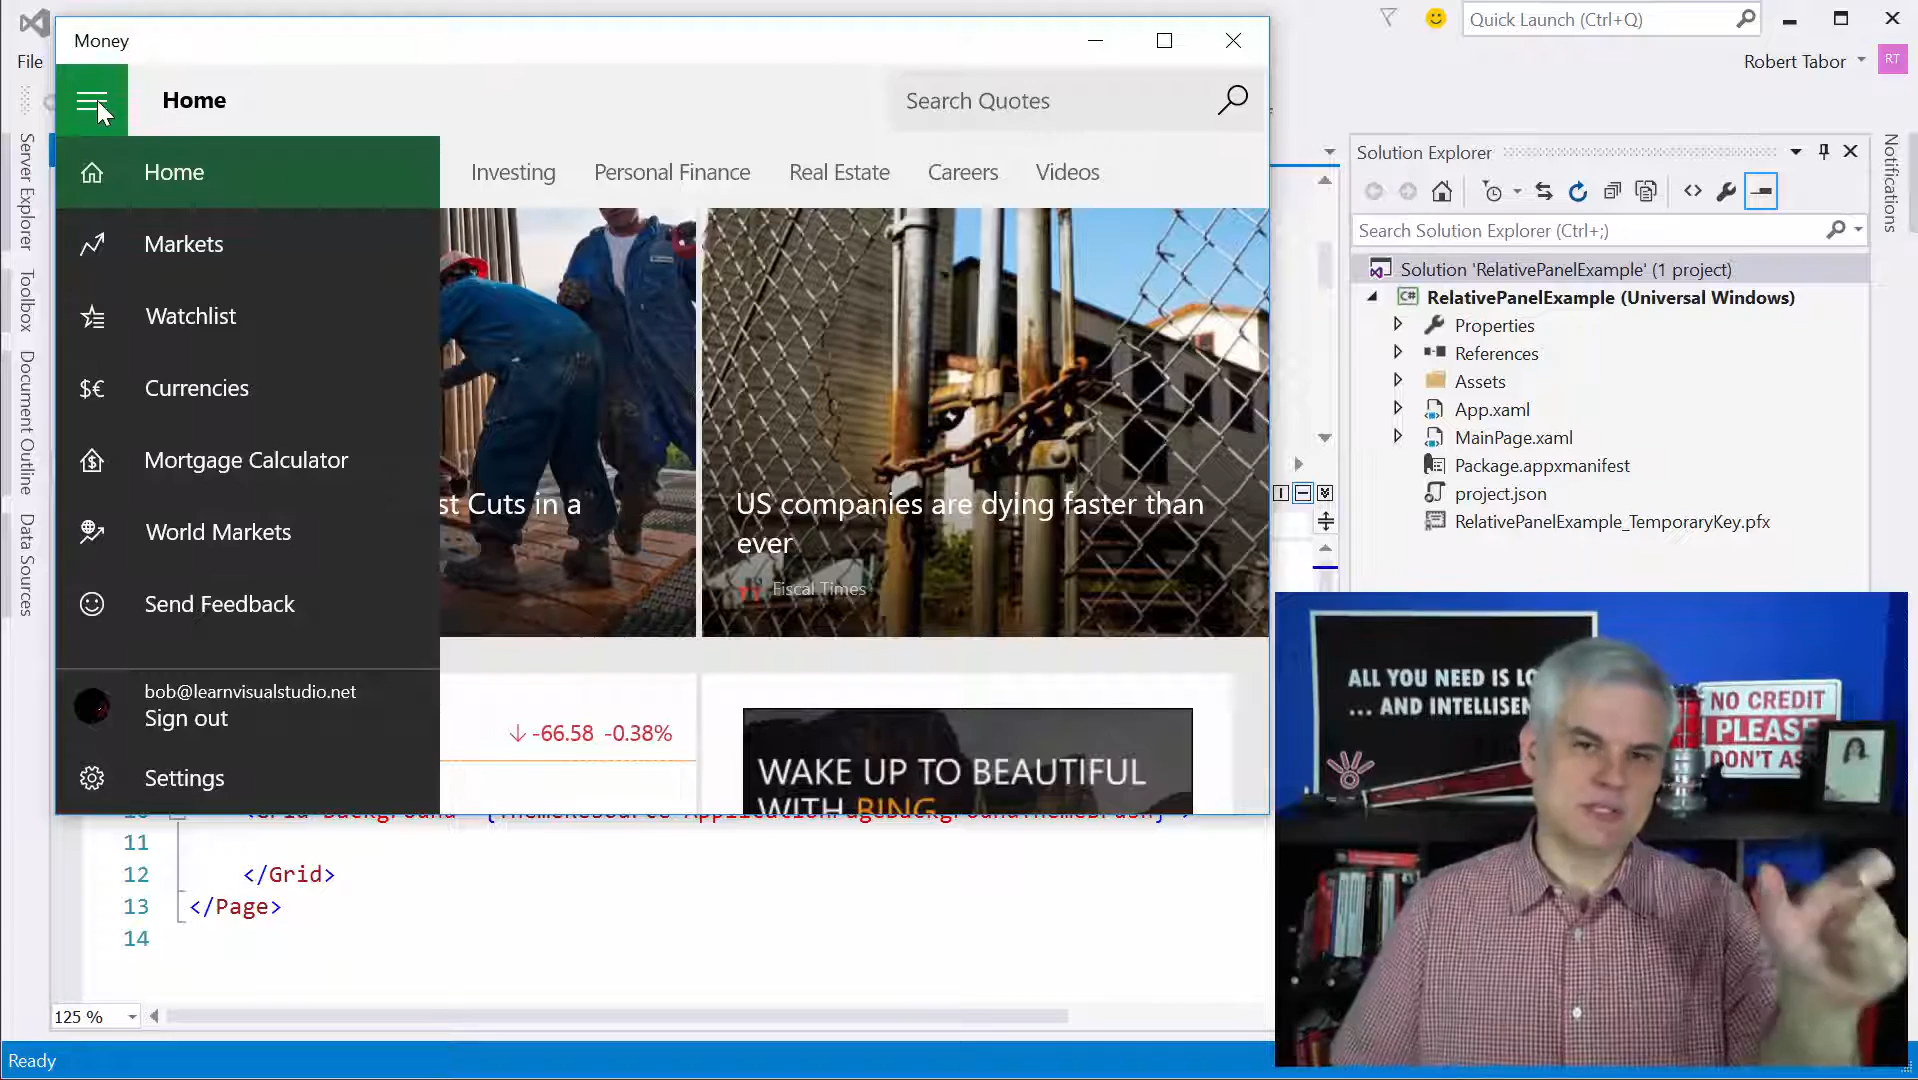 Quick Launch (Ctrl+Q)
Money
File
Robert Tabor
RT
Home
Search Quotes
Home
Investing
Personal Finance
Real Estate
Careers
Videos
Markets
Watchlist
Currencies
Mortgage Calculator
World Markets
Send Feedback
bob@learnvisualstudio.net
Sign out
Settings
st Cuts in a
US companies are dying faster than
ever
Fiscal Times
-66.58 -0.38%
WAKE UP TO BEAUTIFUL
WITH BING
Server Explorer
Toolbox
Document Outline
Data Sources
Notifications
Solution Explorer
Search Solution Explorer (Ctrl+;)
Solution 'RelativePanelExample' (1 project)
RelativePanelExample (Universal Windows)
Properties
References
Assets
App.xaml
MainPage.xaml
Package.appxmanifest
project.json
RelativePanelExample_TemporaryKey.pfx
11
12 </Grid>
13 </Page>
14
125 %
Ready
ALL YOU NEED IS LO
... AND INTELLISEN
NO CREDIT
PLEASE
DON'T AS